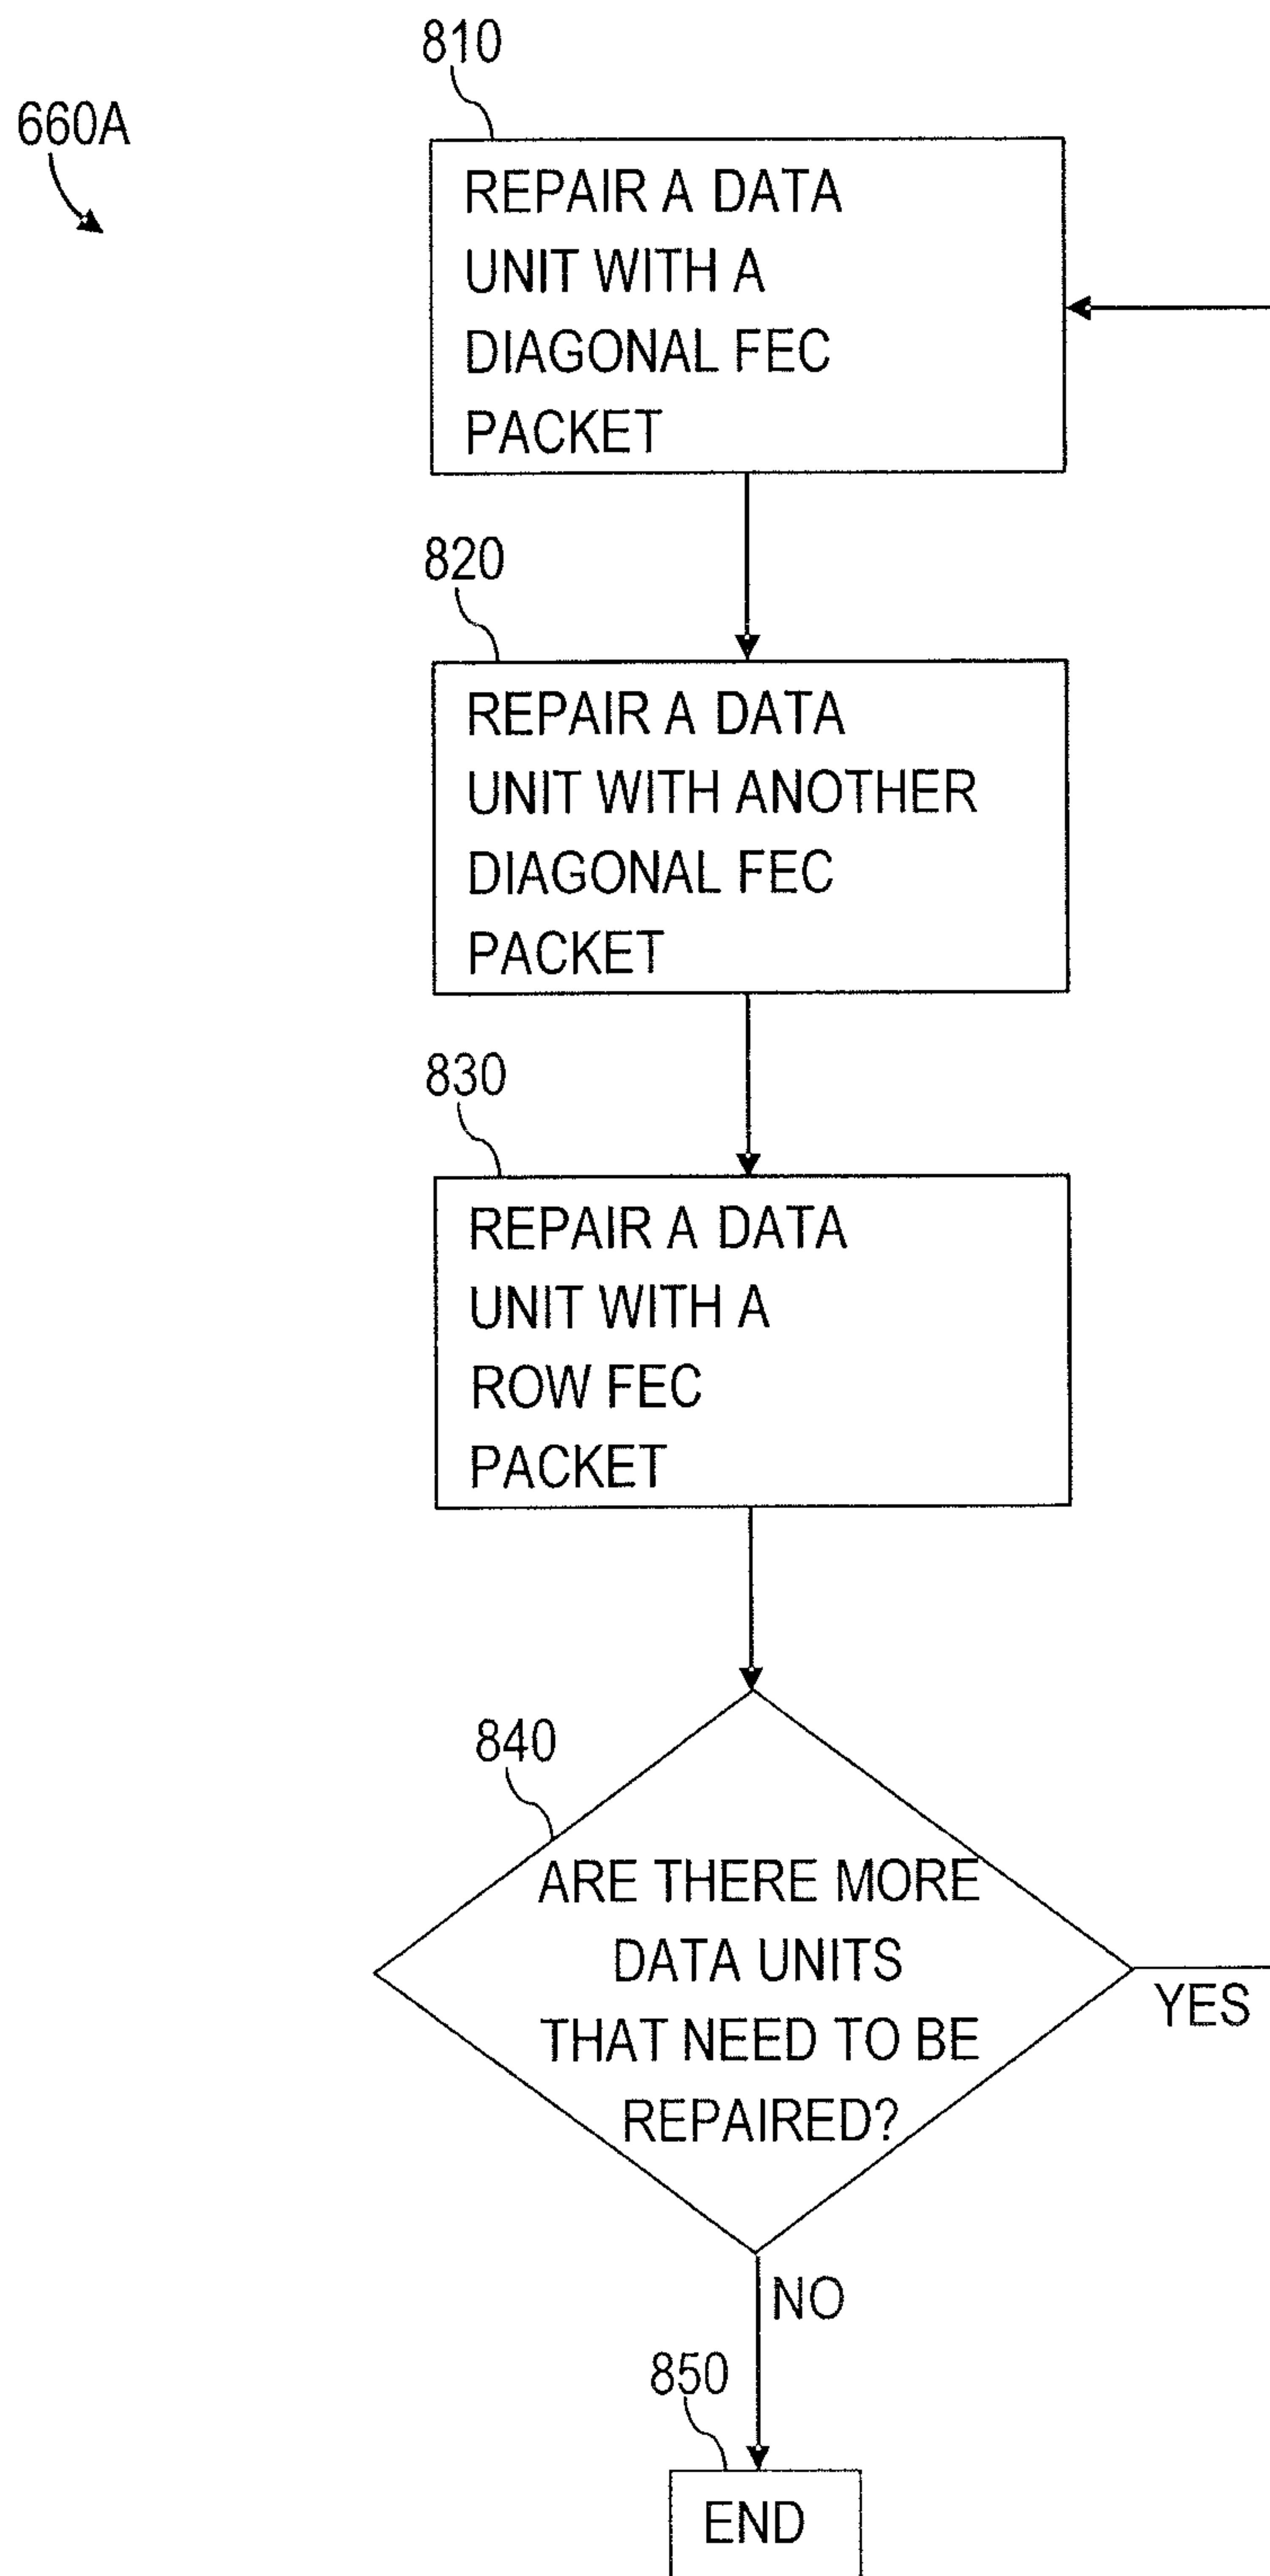 810
660A
REPAIR A DATA
UNIT WITH A
DIAGONAL FEC
PACKET
820
REPAIR A DATA
UNIT WITH ANOTHER
DIAGONAL FEC
PACKET
830
REPAIR A DATA
UNIT WITH A
ROW FEC
PACKET
840
ARE THERE MORE
DATA UNITS
THAT NEED TO BE
REPAIRED?
YES
NO
850
END